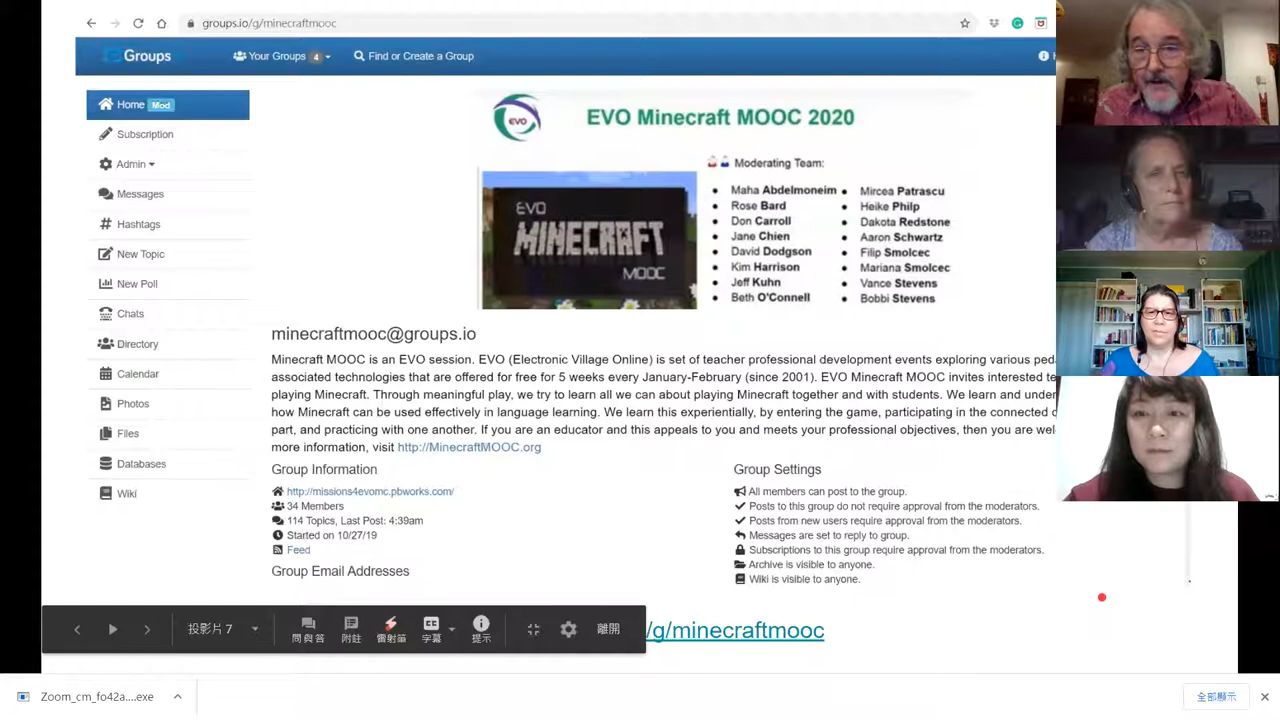 groups.io/g/minecraftmooc
Groups
Your Groups 4
Find or Create a Group
Home Mod
Subscription
Admin
Messages
Hashtags
New Topic
New Poll
Chats
Directory
Calendar
Photos
Files
Databases
Wiki
EVO
EVO Minecraft MOOC 2020
EVO
MINECRAFT
MOOC
Moderating Team:
Maha Abdelmoneim
Rose Bard
Don Carroll
Jane Chien
David Dodgson
Kim Harrison
Jeff Kuhn
Beth O'Connell
Mircea Patrascu
Heike Philp
Dakota Redstone
Aaron Schwartz
Filip Smolcec
Mariana Smolcec
Vance Stevens
Bobbi Stevens
minecraftmooc@groups.io
Minecraft MOOC is an EVO session. EVO (Electronic Village Online) is set of teacher professional development events exploring various
associated technologies that are offered for free for 5 weeks every January-February (since 2001). EVO Minecraft MOOC invites interested
playing Minecraft. Through meaningful play, we try to learn all we can about playing Minecraft together and with students. We learn and
how Minecraft can be used effectively in language learning. We learn this experientially, by entering the game, participating in the connected
part, and practicing with one another. If you are an educator and this appeals to you and meets your professional objectives, then you are
more information, visit http://MinecraftMOOC.org
Group Information
http://missions4evomc.pbworks.com/
34 Members
114 Topics, Last Post: 4:39am
Started on 10/27/19
Feed
Group Email Addresses
Group Settings
All members can post to the group.
Posts to this group do not require approval from the moderators.
Posts from new users require approval from the moderators.
Messages are set to reply to group.
Subscriptions to this group require approval from the moderators.
Archive is visible to anyone.
Wiki is visible to anyone.
投影片 7
問與答
附註
雷射筆
字幕
提示
離開
/g/minecraftmooc
Zoom_cm_fo42a....exe
全部顯示